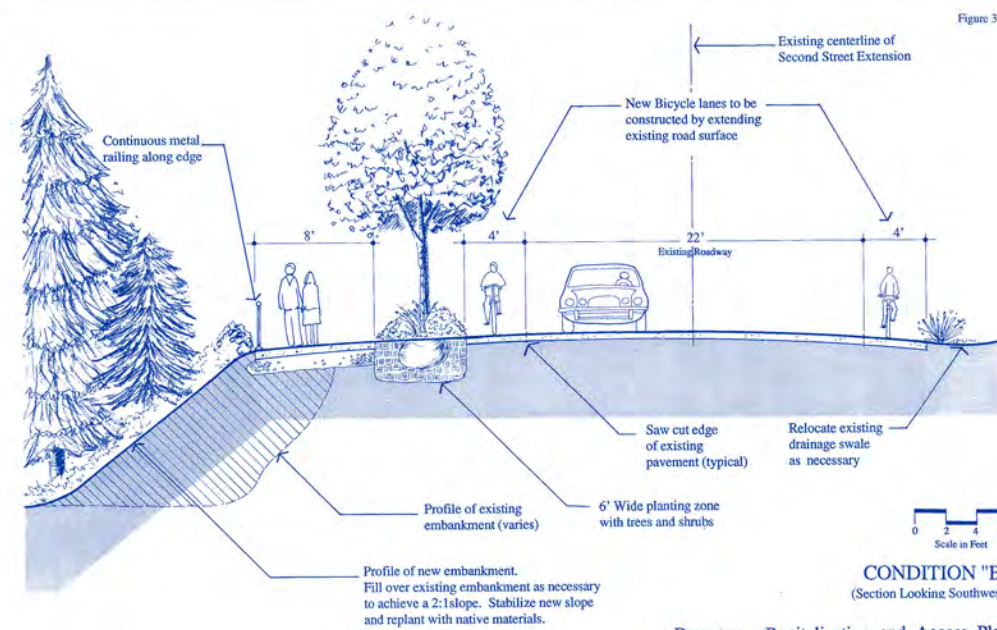 Figure 3
Existing centerline of
Second Street Extension
New Bicycle lanes to be
constructed by extending
existing road surface
Continuous metal
railing along edge
8'
4'
22'
Existing Roadway
4'
Saw cut edge
of existing
pavement (typical)
Relocate existing
drainage swale
as necessary
Profile of existing
embankment (varies)
6' Wide planting zone
with trees and shrubs
0 2 4
Scale in Feet
Profile of new embankment.
Fill over existing embankment as necessary
to achieve a 2:1slope. Stabilize new slope
and replant with native materials.
CONDITION "B
(Section Looking Southwes